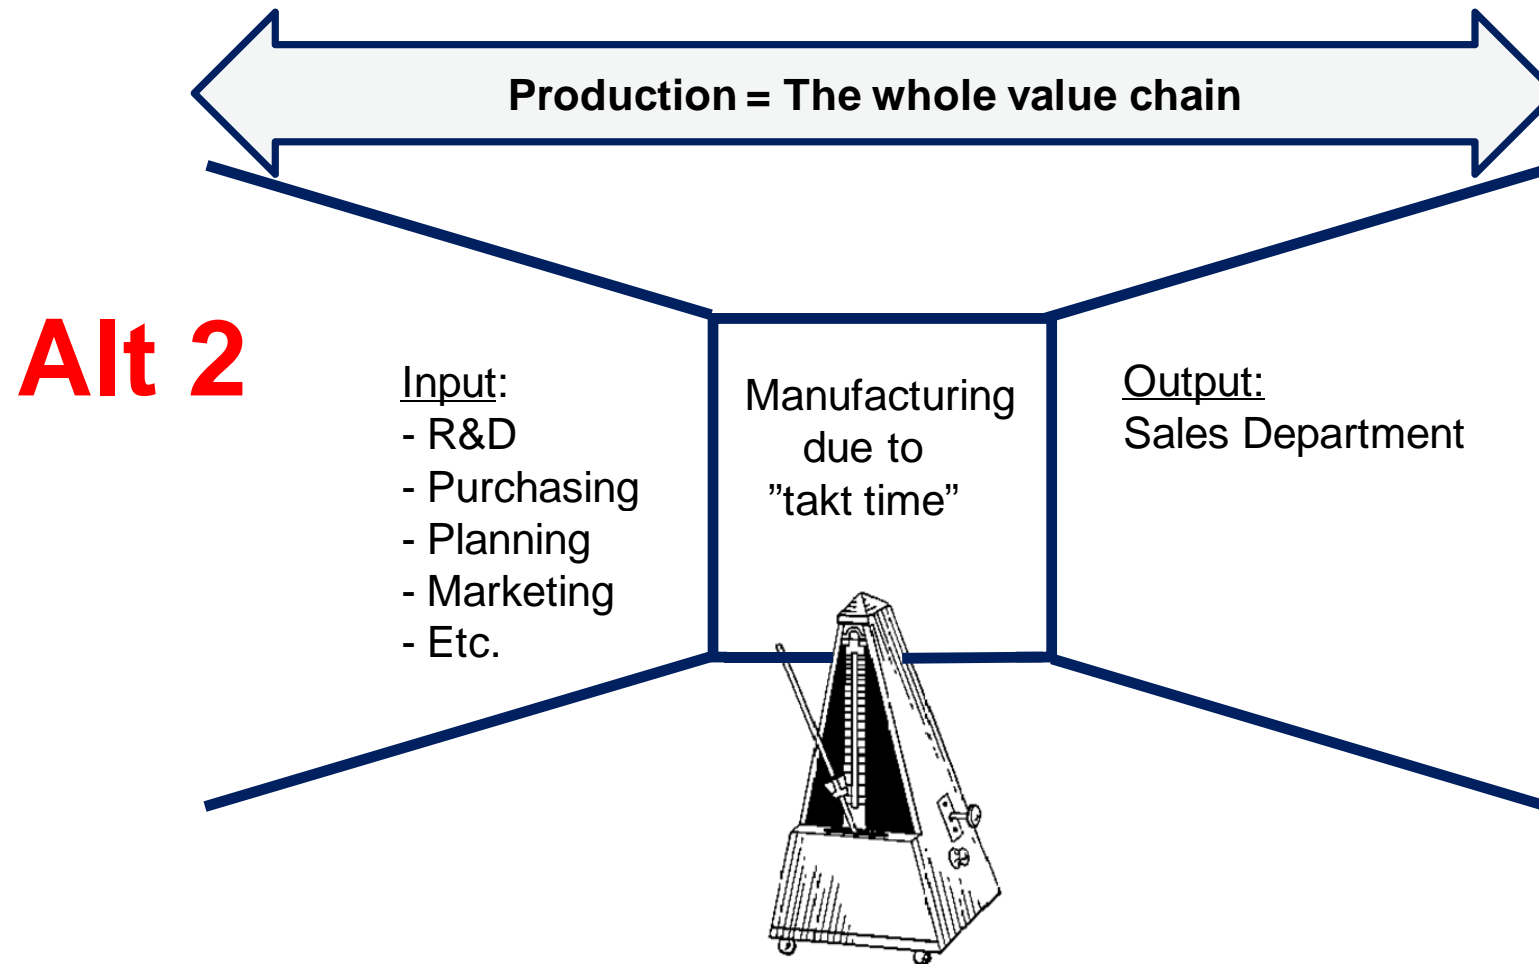 Production = The whole value chain
Alt 2
Input:
- R&D
- Purchasing
- Planning
- Marketing
- Etc.
Manufacturing
due to
”takt time”
Output:
Sales Department